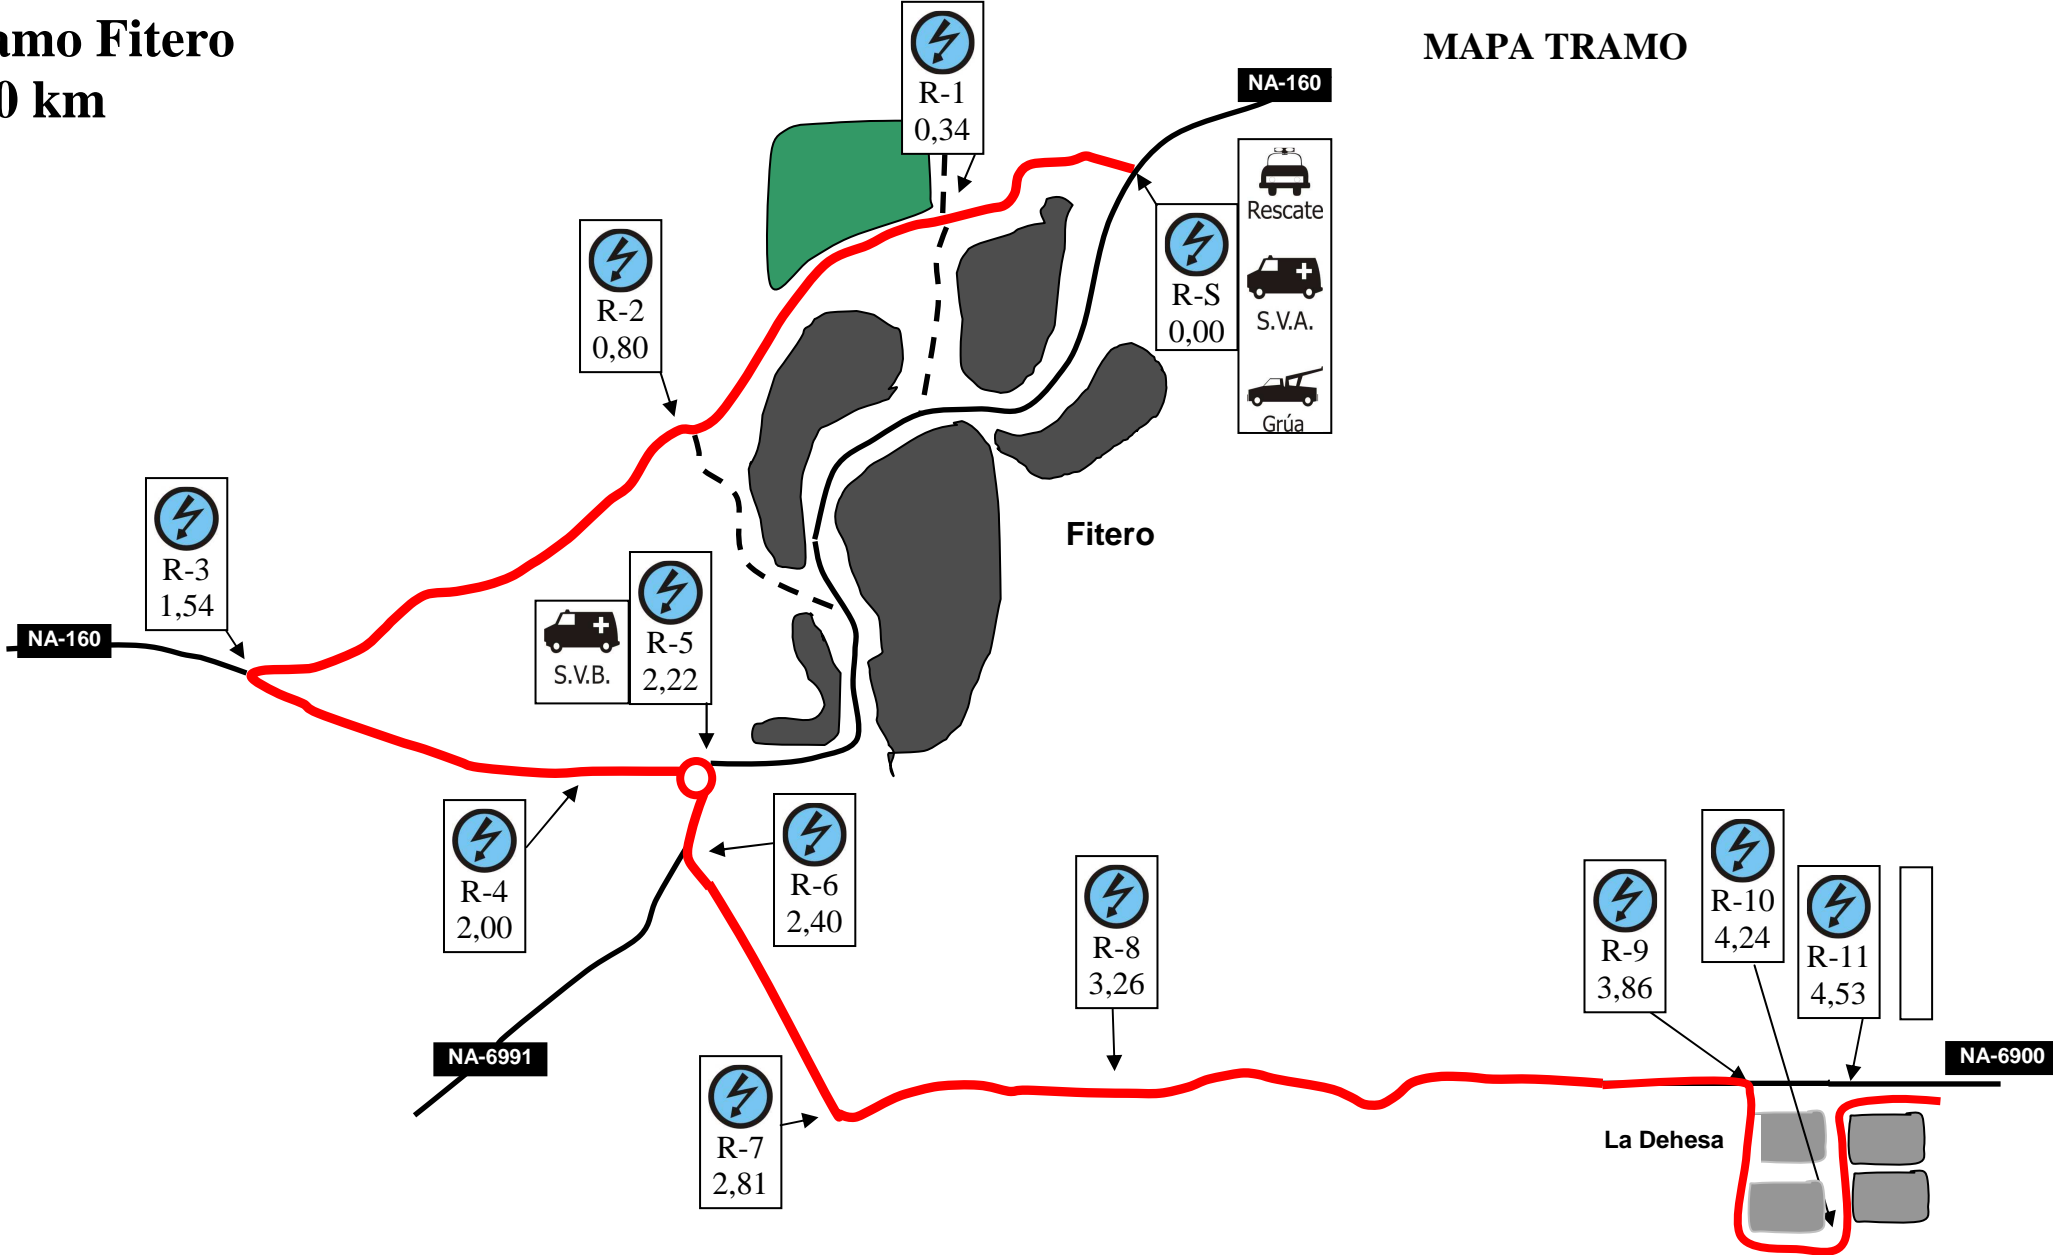 amo Fitero
0 km
MAPA TRAMO
R-1
0,34
NA-160
Rescate
S.V.A.
Grúa
R-S
0,00
R-2
0,80
Fitero
R-3
1,54
NA-160
S.V.B.
R-5
2,22
R-4
2,00
R-6
2,40
R-8
3,26
R-9
3,86
R-10
4,24
R-11
4,53
NA-6991
NA-6900
R-7
2,81
La Dehesa